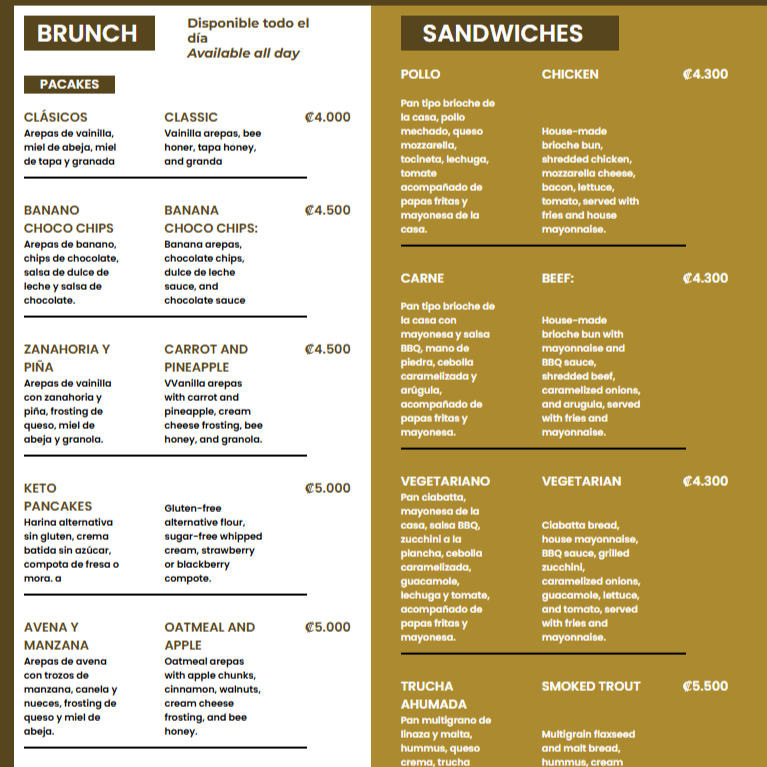 BRUNCH
Disponible todo el
día
Available all day
PACAKES
CLÁSICOS
Arepas de vainilla,
miel de abeja, miel
de tapa y granada
CLASSIC
Vainilla arepas, bee
honer, tapa honey,
and granda
₡4.000
BANANO
CHOCO CHIPS
Arepas de banano,
chips de chocolate,
salsa de dulce de
leche y salsa de
chocolate.
BANANA
CHOCO CHIPS:
Banana arepas,
chocolate chips,
dulce de leche
sauce, and
chocolate sauce
₡4.500
ZANAHORIA Y
PIÑA
Arepas de vainilla
con zanahoria y
piña, frosting de
queso, miel de
abeja y granola.
CARROT AND
PINEAPPLE
VVanilla arepas
with carrot and
pineapple, cream
cheese frosting, bee
honey, and granola.
₡4.500
KETO
PANCAKES
Harina alternativa
sin gluten, crema
batida sin azúcar,
compota de fresa o
mora. a
Gluten-free
alternative flour,
sugar-free whipped
cream, strawberry
or blackberry
compote.
₡5.000
AVENA Y
MANZANA
Arepas de avena
con trozos de
manzana, canela y
nueces, frosting de
queso y miel de
abeja.
OATMEAL AND
APPLE
Oatmeal arepas
with apple chunks,
cinnamon, walnuts,
cream cheese
frosting, and bee
honey.
₡5.000
SANDWICHES
POLLO
Pan tipo brioche de
la casa, pollo
mechado, queso
mozzarella,
tocineta, lechuga,
tomate
acompañado de
papas fritas y
mayonesa de la
casa.
CHICKEN
House-made
brioche bun,
shredded chicken,
mozzarella cheese,
bacon, lettuce,
tomato, served with
fries and house
mayonnaise.
₡4.300
CARNE
Pan tipo brioche de
la casa con
mayonesa y salsa
BBQ, mano de
piedra, cebolla
caramelizada y
arúgula,
acompañado de
papas fritas y
mayonesa.
BEEF:
House-made
brioche bun with
mayonnaise and
BBQ sauce,
shredded beef,
caramelized onions,
and arugula, served
with fries and
mayonnaise.
₡4.300
VEGETARIANO
Pan ciabatta,
mayonesa de la
casa, salsa BBQ,
zucchini a la
plancha, cebolla
caramelizada,
guacamole,
lechuga y tomate,
acompañado de
papas fritas y
mayonesa.
VEGETARIAN
Ciabatta bread,
house mayonnaise,
BBQ sauce, grilled
zucchini,
caramelized onions,
guacamole, lettuce,
and tomato, served
with fries and
mayonnaise.
₡4.300
TRUCHA
AHUMADA
Pan multigrano de
linaza y malta,
hummus, queso
crema, trucha
SMOKED TROUT
Multigrain flaxseed
and malt bread,
hummus, cream
₡5.500